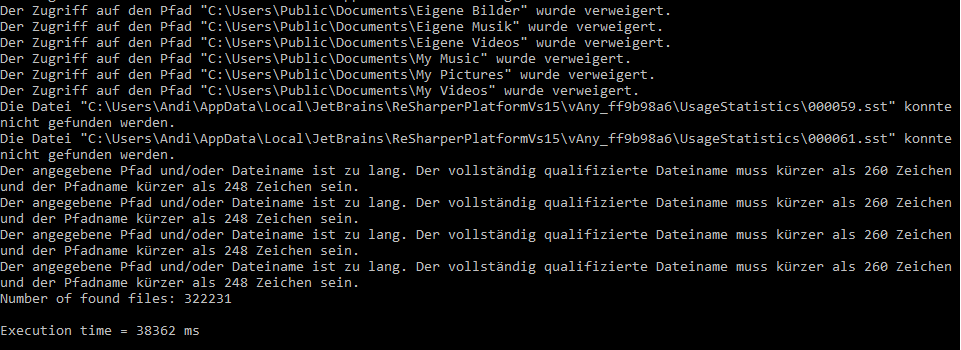 Der Zugriff auf den Pfad "C:\Users\Public\Documents\Eigene Bilder" wurde verweigert.
Der Zugriff auf den Pfad "C:\Users\Public\Documents\Eigene Musik" wurde verweigert.
Der Zugriff auf den Pfad "C:\Users\Public\Documents\Eigene Videos" wurde verweigert.
Der Zugriff auf den Pfad "C:\Users\Public\Documents\My Music" wurde verweigert.
Der Zugriff auf den Pfad "C:\Users\Public\Documents\My Pictures" wurde verweigert.
Der Zugriff auf den Pfad "C:\Users\Public\Documents\My Videos" wurde verweigert.
Die Datei "C:\Users\Andi\AppData\Local\JetBrains\ReSharperPlatformVs15\vAny_ff9b98a6\UsageStatistics\000059.sst" konnte
nicht gefunden werden.
Die Datei "C:\Users\Andi\AppData\Local\JetBrains\ReSharperPlatformVs15\vAny_ff9b98a6\UsageStatistics\000061.sst" konnte
nicht gefunden werden.
Der angegebene Pfad und/oder Dateiname ist zu lang. Der vollständig qualifizierte Dateiname muss kürzer als 260 Zeichen
und der Pfadname kürzer als 248 Zeichen sein.
Der angegebene Pfad und/oder Dateiname ist zu lang. Der vollständig qualifizierte Dateiname muss kürzer als 260 Zeichen
und der Pfadname kürzer als 248 Zeichen sein.
Der angegebene Pfad und/oder Dateiname ist zu lang. Der vollständig qualifizierte Dateiname muss kürzer als 260 Zeichen
und der Pfadname kürzer als 248 Zeichen sein.
Der angegebene Pfad und/oder Dateiname ist zu lang. Der vollständig qualifizierte Dateiname muss kürzer als 260 Zeichen
und der Pfadname kürzer als 248 Zeichen sein.
Number of found files: 322231
Execution time = 38362 ms